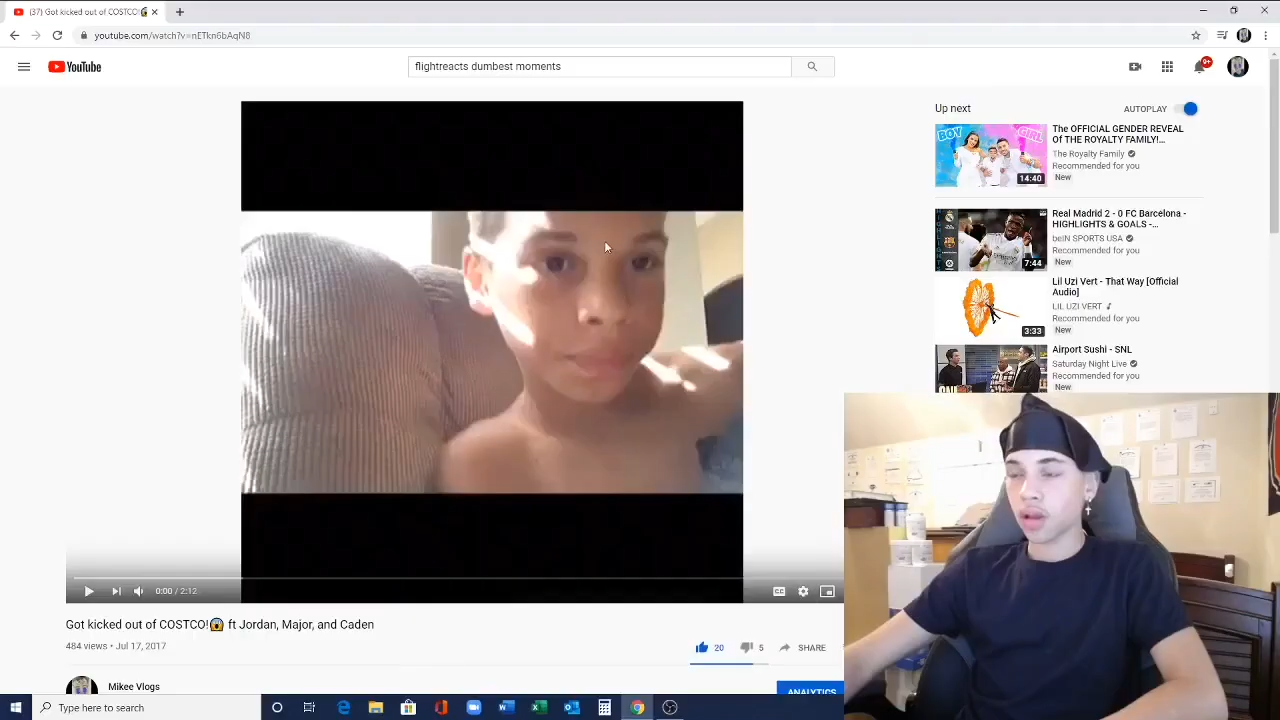 (37) Got kicked out of COSTCO!😱
youtube.com/watch?v=nETkn6bAqN8
YouTube
flightreacts dumbest moments
9+
Up next
AUTOPLAY
BOY
GIRL
14:40
The OFFICIAL GENDER REVEAL
Of THE ROYALTY FAMILY!...
The Royalty Family
Recommended for you
New
7:44
Real Madrid 2 - 0 FC Barcelona -
HIGHLIGHTS & GOALS -...
beIN SPORTS USA
Recommended for you
New
3:33
Lil Uzi Vert - That Way [Official
Audio]
LIL UZI VERT
Recommended for you
New
Airport Sushi - SNL
Saturday Night Live
Recommended for you
New
0:00 / 2:12
CC
Got kicked out of COSTCO!😱 ft Jordan, Major, and Caden
484 views • Jul 17, 2017
20
5
SHARE
Mikee Vlogs
ANALYTICS
Type here to search